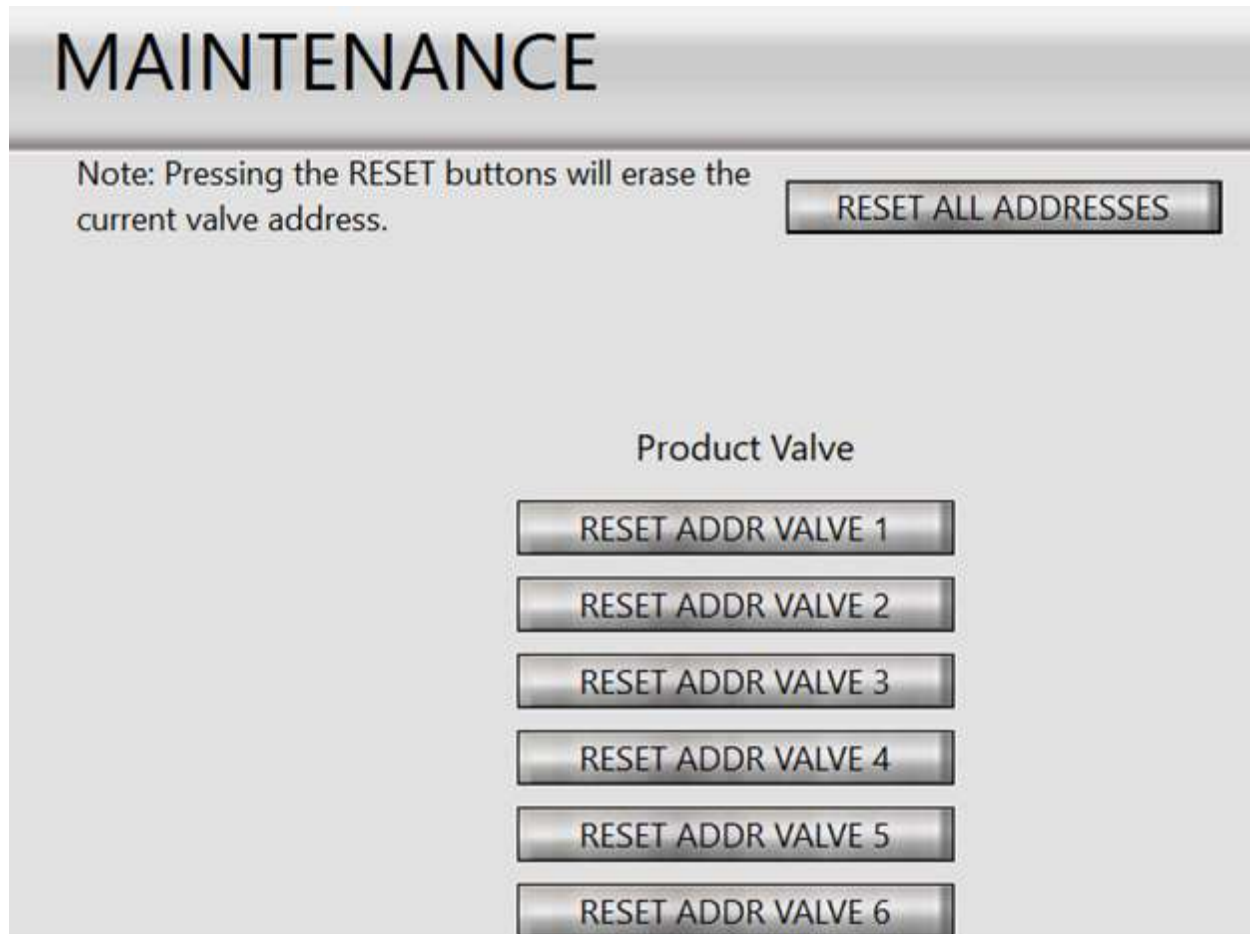 MAINTENANCE
Note: Pressing the RESET buttons will erase the
current valve address.
RESET ALL ADDRESSES
Product Valve
RESET ADDR VALVE 1
RESET ADDR VALVE 2
RESET ADDR VALVE 3
RESET ADDR VALVE 4
RESET ADDR VALVE 5
RESET ADDR VALVE 6